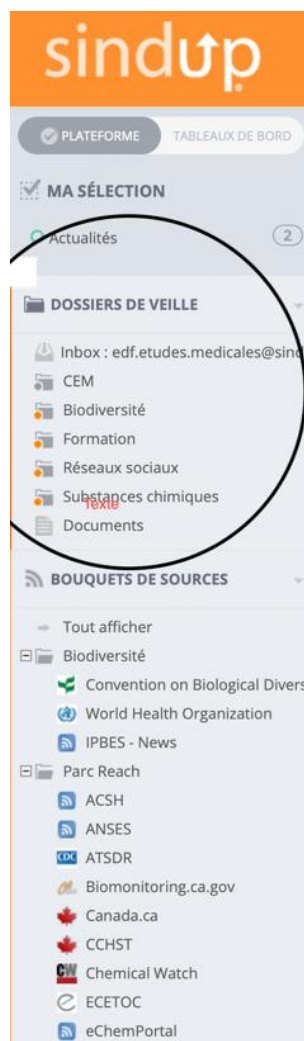 sindup
PLATEFORME TABLEAUX DE BORD
MA SÉLECTION
Actualités 2
DOSSIERS DE VEILLE
Inbox : edf.etudes.medicales@sind
CEM
Biodiversité
Formation
Réseaux sociaux
Substances chimiques
Texte
Documents
BOUQUETS DE SOURCES
Tout afficher
Biodiversité
Convention on Biological Divers
World Health Organization
IPBES - News
Parc Reach
ACSH
ANSES
CDC ATSDR
Biomonitoring.ca.gov
Canada.ca
CCHST
CW Chemical Watch
ECETOC
eChemPortal